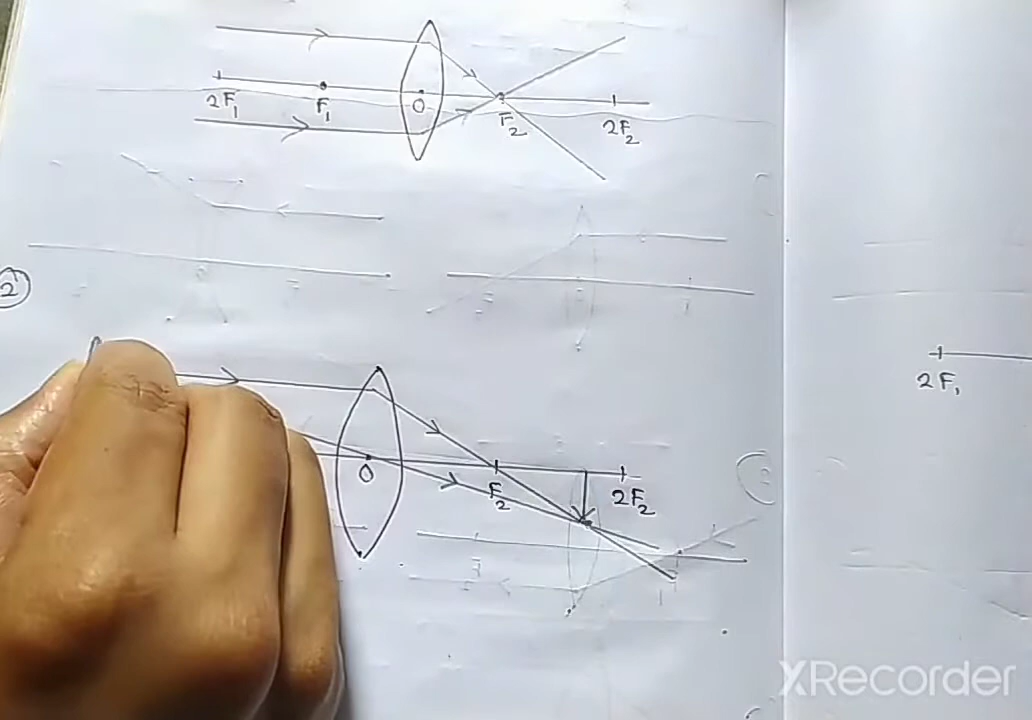 2F₁ F₁ O F₂ 2F₂
2
O F₂ 2F₂
2F₁
XRecorder